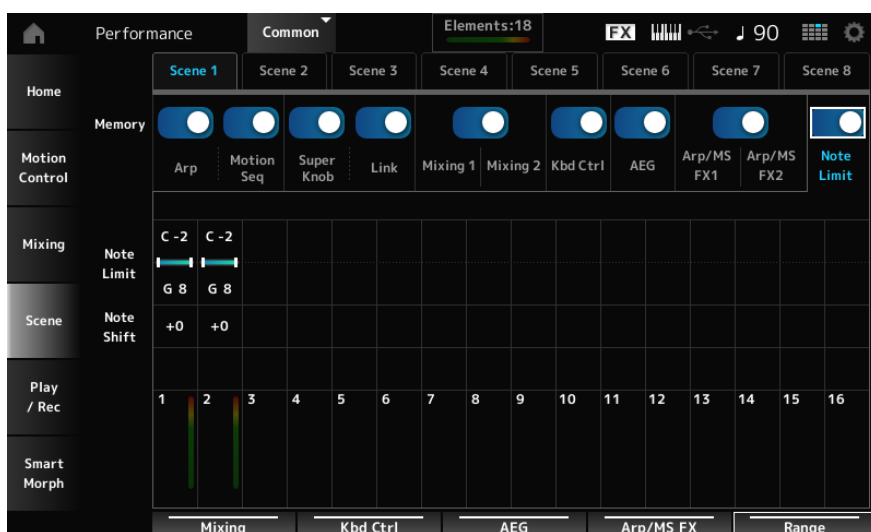 Performance Common Elements:18 FX 90
Home
Motion
Control
Mixing
Scene
Play
/ Rec
Smart
Morph
Scene 1 Scene 2 Scene 3 Scene 4 Scene 5 Scene 6 Scene 7 Scene 8
Memory
Arp
Motion
Seq
Super
Knob
Link
Mixing 1 Mixing 2
Kbd Ctrl
AEG
Arp/MS
FX1
Arp/MS
FX2
Note
Limit
Note
Limit
C -2 C -2
G 8 G 8
Note
Shift
+0 +0
1 2 3 4 5 6 7 8 9 10 11 12 13 14 15 16
Mixing Kbd Ctrl AEG Arp/MS FX Range